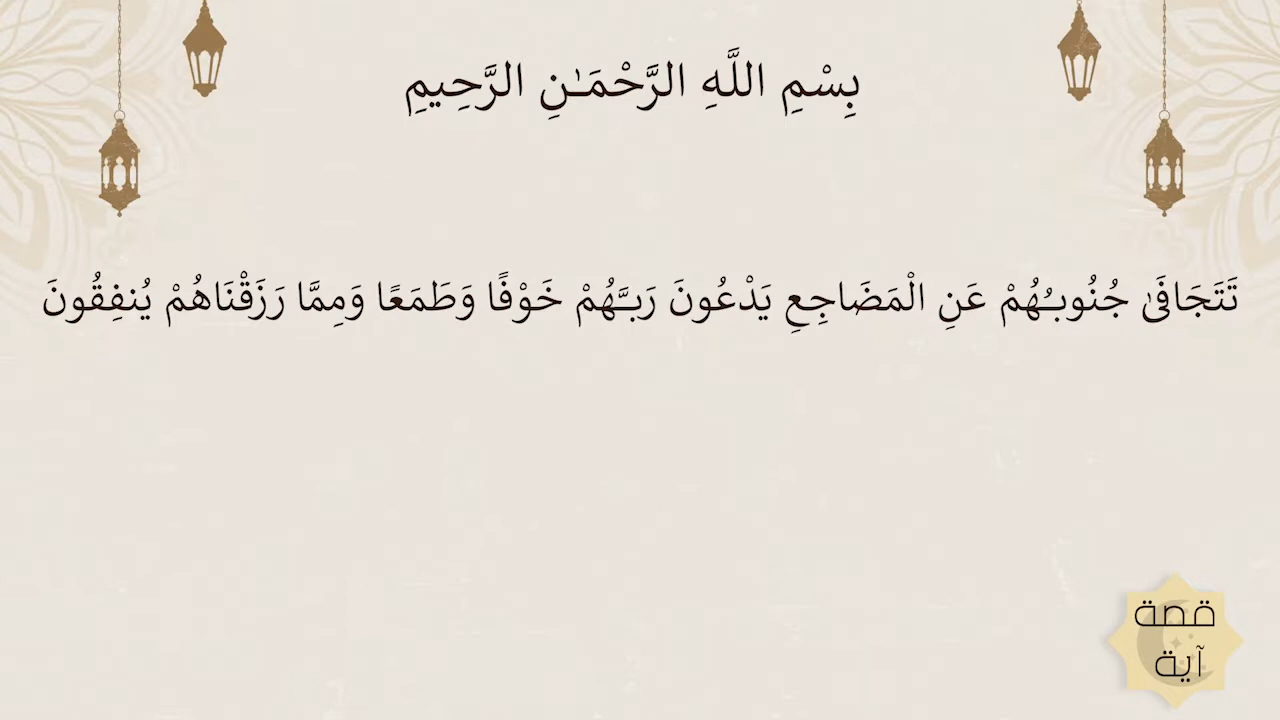 بِسْمِ اللَّهِ الرَّحْمَـٰنِ الرَّحِيمِ
تَتَجَافَىٰ جُنُوبُهُمْ عَنِ الْمَضَاجِعِ يَدْعُونَ رَبَّهُمْ خَوْفًا وَطَمَعًا وَمِمَّا رَزَقْنَاهُمْ يُنفِقُونَ
قصة
آية